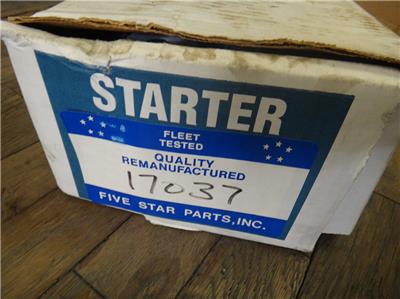 STARTER
FLEET
TESTED
QUALITY
REMANUFACTURED
17037
FIVE STAR PARTS, INC.